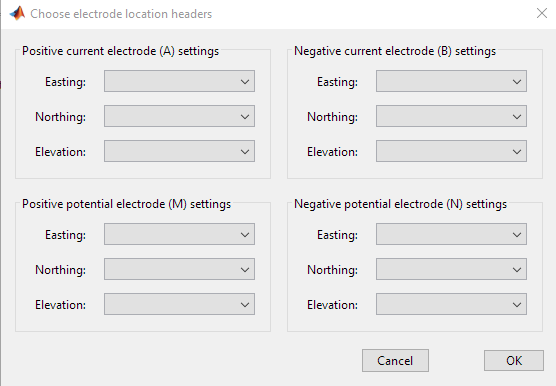 Choose electrode location headers
Positive current electrode (A) settings
Easting:
Northing:
Elevation:
Negative current electrode (B) settings
Easting:
Northing:
Elevation:
Positive potential electrode (M) settings
Easting:
Northing:
Elevation:
Negative potential electrode (N) settings
Easting:
Northing:
Elevation:
Cancel
OK